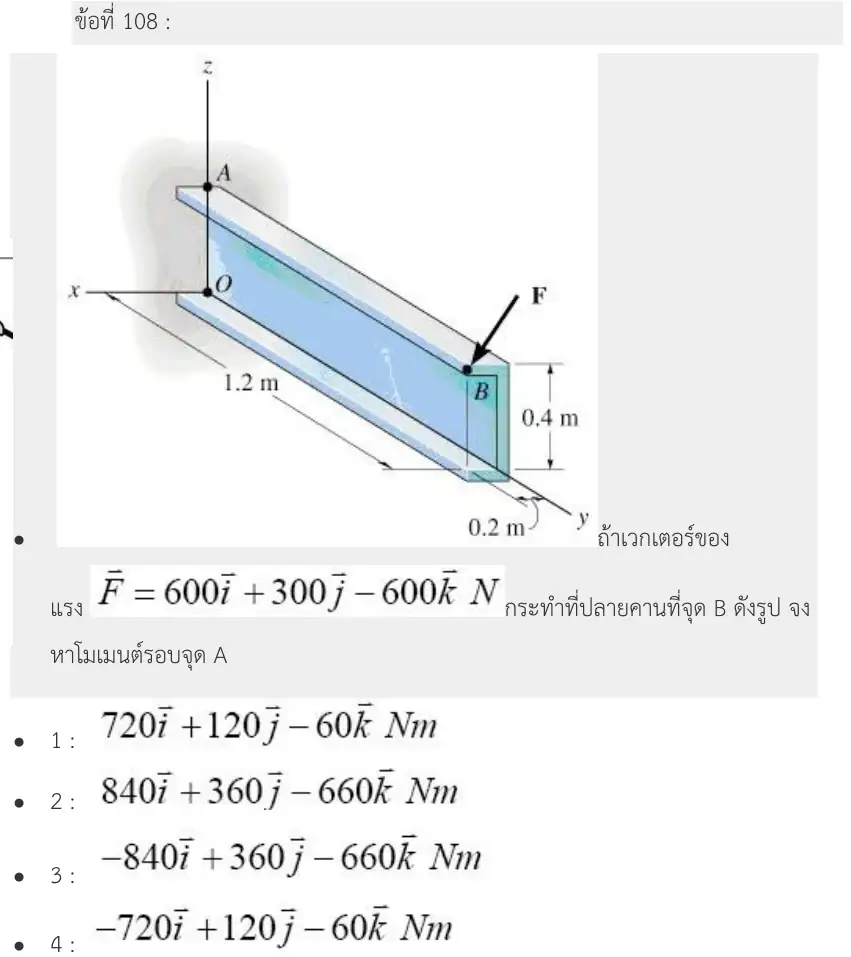 ข้อที่ 108 :
z
A
x
O
F
1.2 m
B
0.4 m
0.2 m
y
ถ้าเวกเตอร์ของ
แรง F⃗ = 600i⃗ + 300j⃗ − 600k⃗ N กระทำที่ปลายคานที่จุด B ดังรูป จง
หาโมเมนต์รอบจุด A
• 1 : 720i⃗ + 120j⃗ − 60k⃗ Nm
• 2 : 840i⃗ + 360j⃗ − 660k⃗ Nm
• 3 : −840i⃗ + 360j⃗ − 660k⃗ Nm
• 4 : −720i⃗ + 120j⃗ − 60k⃗ Nm